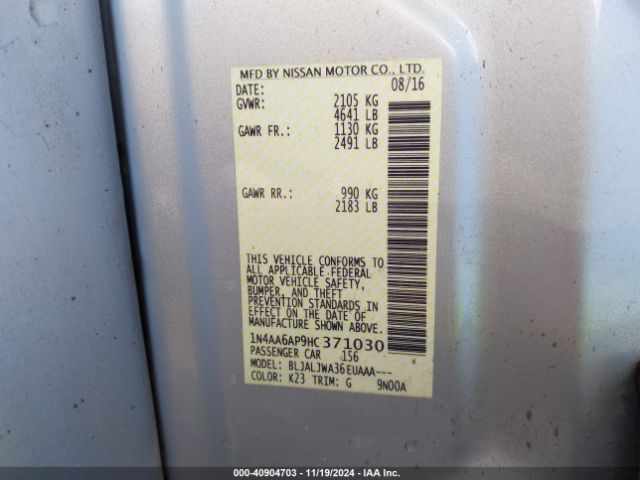 MFD BY NISSAN MOTOR CO., LTD.
DATE: 08/16
GVWR: 2105 KG
4641 LB
GAWR FR.: 1130 KG
2491 LB
GAWR RR.: 990 KG
2183 LB
THIS VEHICLE CONFORMS TO
ALL APPLICABLE FEDERAL
MOTOR VEHICLE SAFETY,
BUMPER, AND THEFT
PREVENTION STANDARDS IN
EFFECT ON THE DATE OF
MANUFACTURE SHOWN ABOVE.
1N4AA6AP9HC371030
PASSENGER CAR 156
MODEL: BLJALJWA36EUAAA---
COLOR: K23 TRIM: G 9N00A
000-40904703 - 11/19/2024 - IAA Inc.